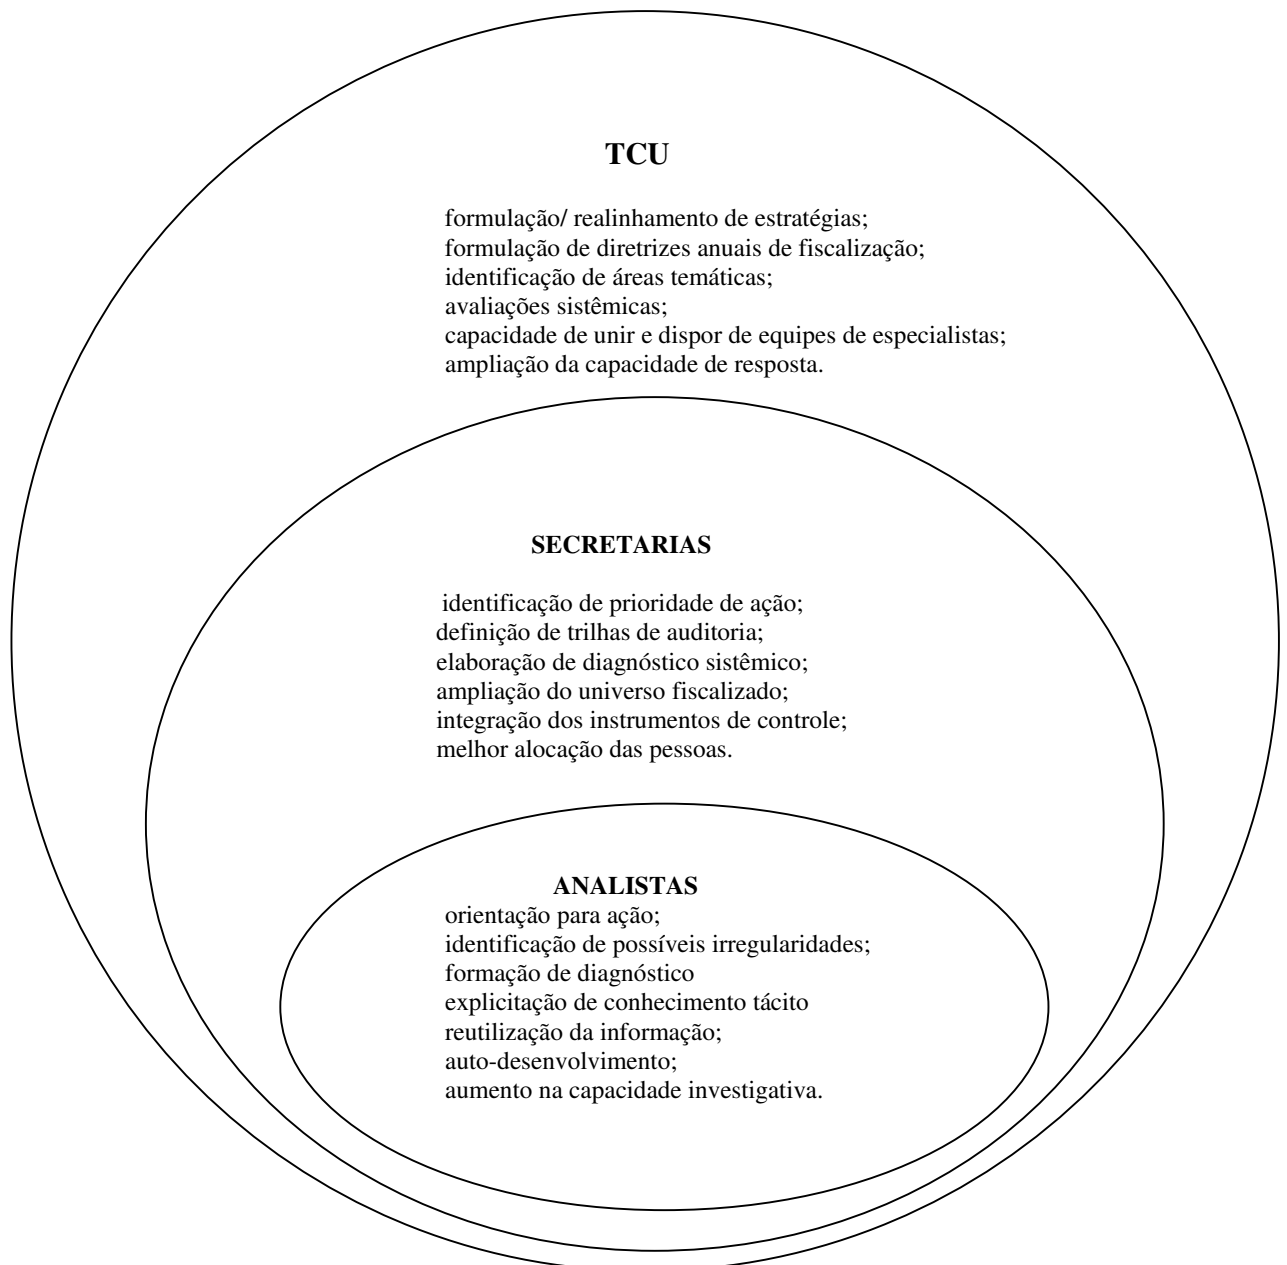 TCU
formulação/ realinhamento de estratégias;
formulação de diretrizes anuais de fiscalização;
identificação de áreas temáticas;
avaliações sistêmicas;
capacidade de unir e dispor de equipes de especialistas;
ampliação da capacidade de resposta.
SECRETARIAS
identificação de prioridade de ação;
definição de trilhas de auditoria;
elaboração de diagnóstico sistêmico;
ampliação do universo fiscalizado;
integração dos instrumentos de controle;
melhor alocação das pessoas.
ANALISTAS
orientação para ação;
identificação de possíveis irregularidades;
formação de diagnóstico
explicitação de conhecimento tácito
reutilização da informação;
auto-desenvolvimento;
aumento na capacidade investigativa.